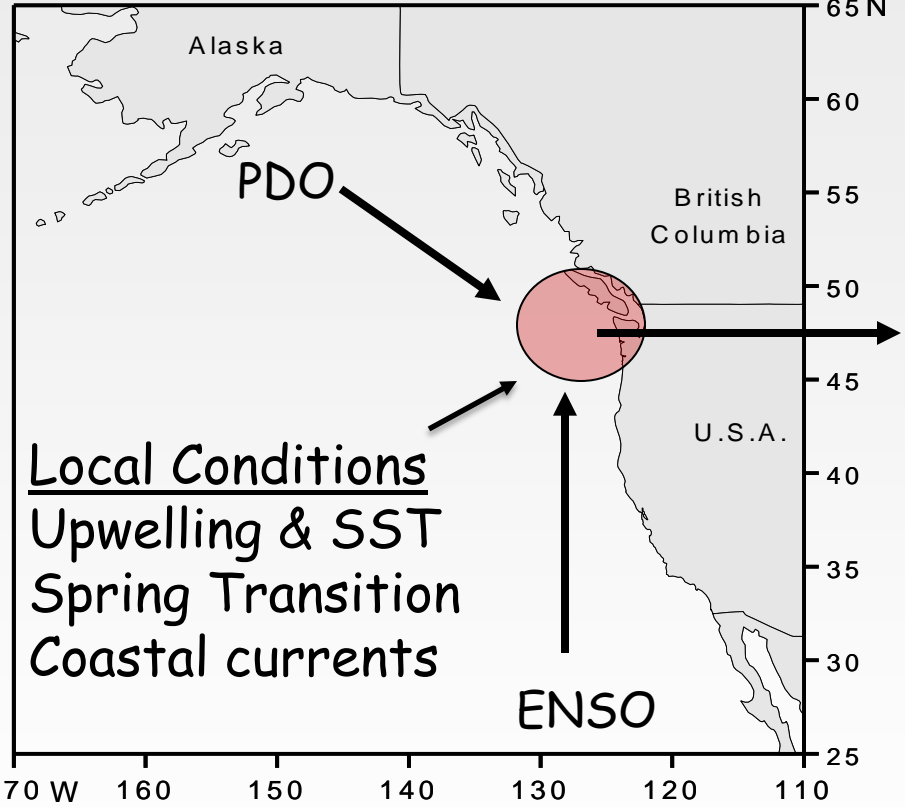 65 N
Alaska
60
PDO
55
British
Columbia
50
45
U.S.A.
Local Conditions
40
Upwelling & SST
Spring Transition
35
Coastal currents
30
ENSO
25
70 W 160 150 140 130 120 110